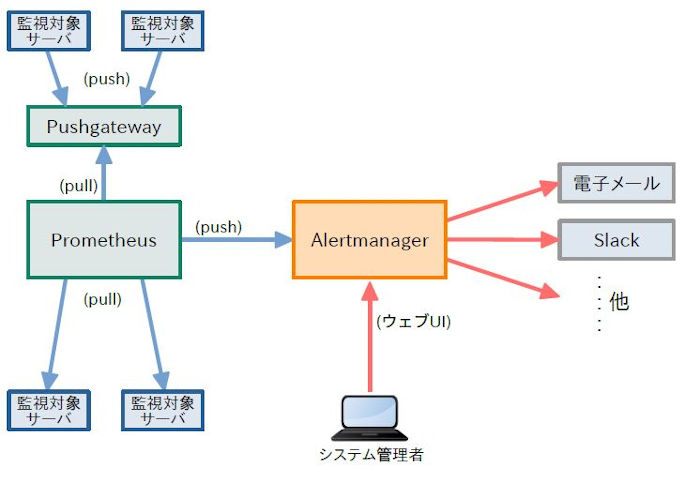 監視対象
サーバ
監視対象
サーバ
(push)
Pushgateway
(pull)
電子メール
Prometheus
(push)
Alertmanager
Slack
他
(pull)
(ウェブUI)
監視対象
サーバ
監視対象
サーバ
システム管理者